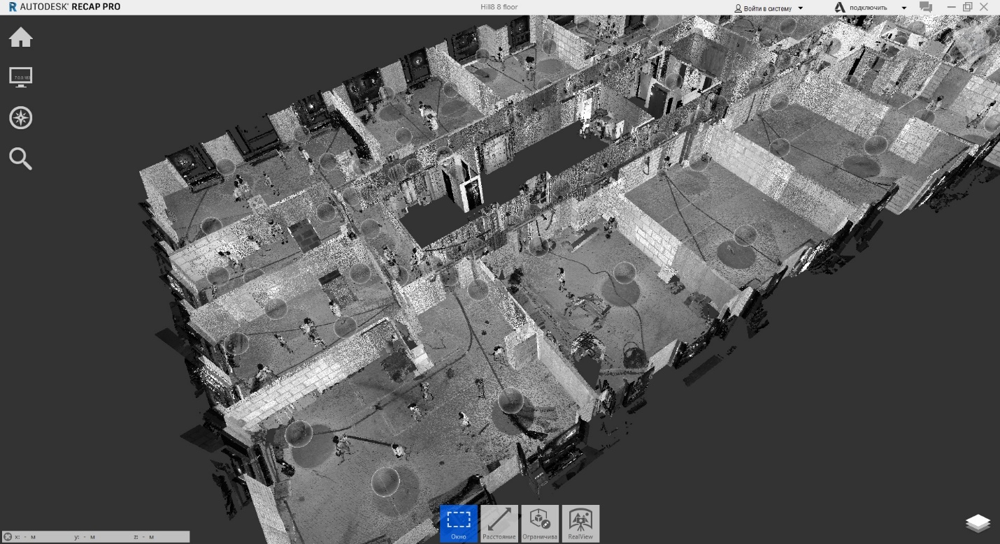 R AUTODESK® RECAP PRO
Hill8 8 floor
Войти в систему
подключить
x: - м y: - м z: - м
Окно
Расстояние
Ограничива
RealView